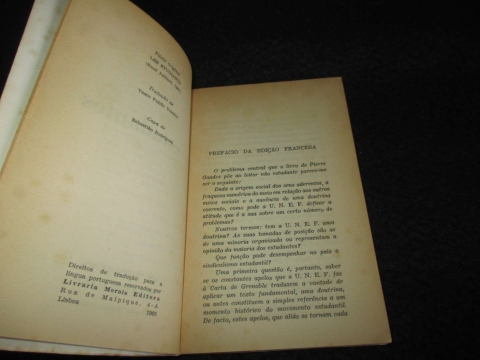 LES ETUDIANTS
Tradução de
Capa de
Sebastião Rodrigues
Direitos de tradução para a
língua portuguesa reservados por
Livraria Morais Editora
Rua de Malpique, 4-A
Lisboa 1965
PREFÁCIO DA EDIÇÃO FRANCESA
O problema central que o livro de Pierre
Gaudez põe ao leitor não estudante parece-me
ser o seguinte:
Dada a origem social dos seus aderentes, a
fraqueza numérica do meio em relação aos outros
meios sociais e a ausência de uma doutrina
coerente, como pode a U. N. E. F. definir a
atitude que é a sua sobre um certo número de
problemas?
Noutros termos: tem a U. N. E. F. uma
doutrina? As suas tomadas de posição são as
de uma minoria organizada ou representam a
opinião da maioria dos estudantes?
Que função pode desempenhar no país o
sindicalismo estudantil?
Uma primeira questão é, portanto, saber
se os constantes apelos que a U. N. E. F. faz
à Carta de Grenoble traduzem a vontade de
aplicar um texto fundamental, uma doutrina,
ou antes constituem a simples referência a um
momento histórico do movimento estudantil.
De facto, estes apelos, que aliás se tornam cada